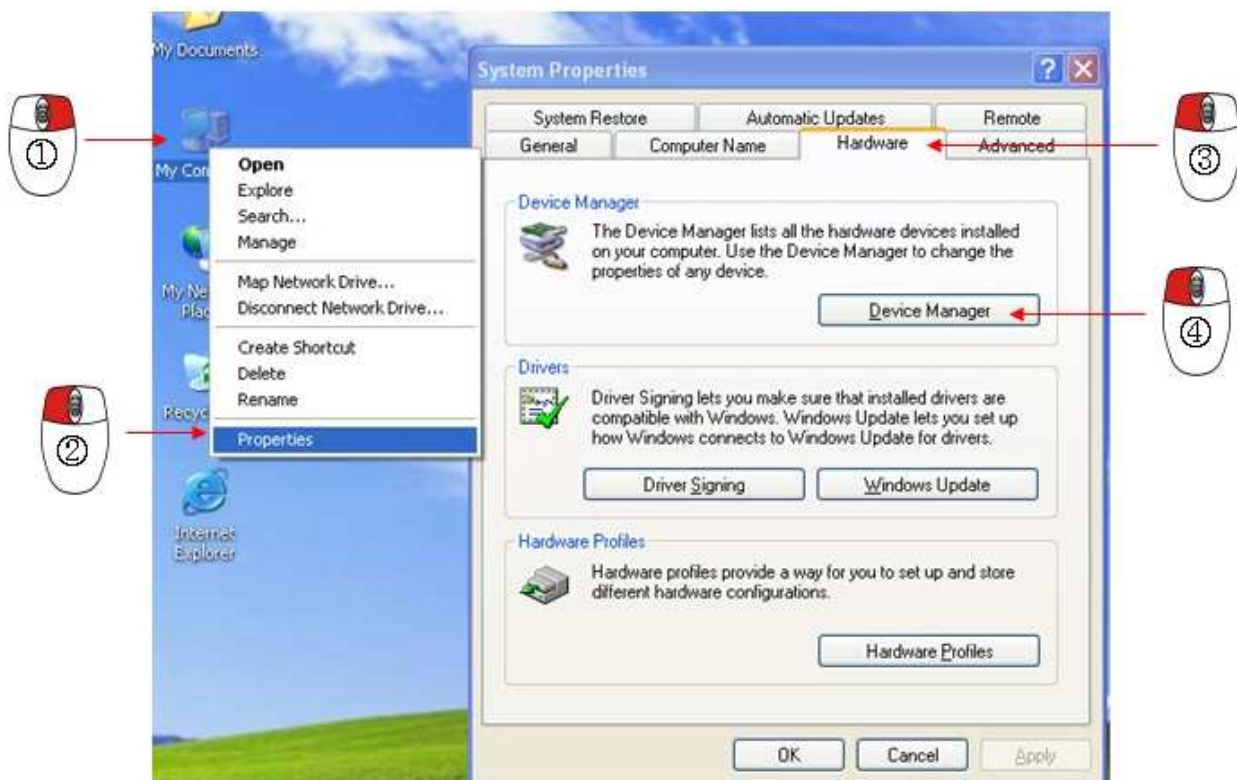 My Documents
①
My Con
My Ne
Plac
Recyc
②
Internet
Explorer
Open
Explore
Search...
Manage
Map Network Drive...
Disconnect Network Drive...
Create Shortcut
Delete
Rename
Properties
System Properties
System Restore Automatic Updates Remote
General Computer Name Hardware Advanced
③
Device Manager
The Device Manager lists all the hardware devices installed
on your computer. Use the Device Manager to change the
properties of any device.
Device Manager
④
Drivers
Driver Signing lets you make sure that installed drivers are
compatible with Windows. Windows Update lets you set up
how Windows connects to Windows Update for drivers.
Driver Signing Windows Update
Hardware Profiles
Hardware profiles provide a way for you to set up and store
different hardware configurations.
Hardware Profiles
OK Cancel Apply